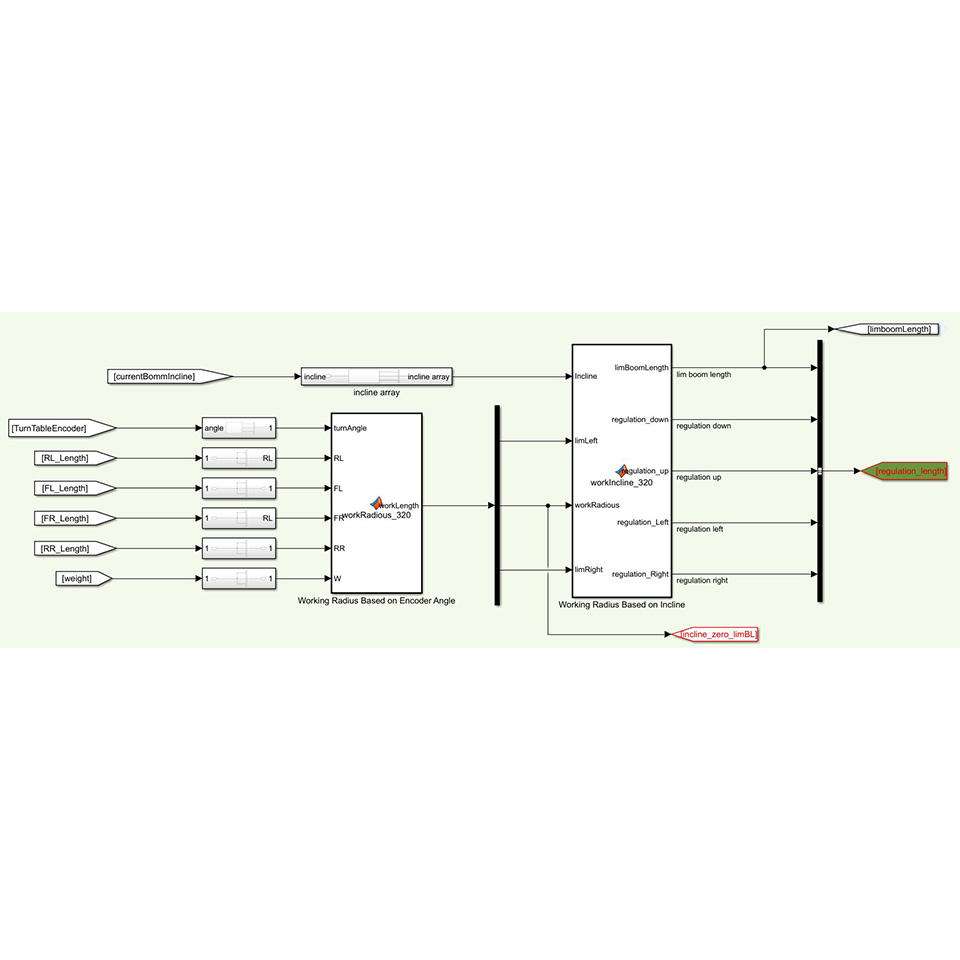 [limboomLength]
[currentBommIncline]
incline
incline array
incline array
Incline
limBoomLength
lim boom length
[TurnTableEncoder]
angle
1
turnAngle
limLeft
regulation_down
regulation down
[RL_Length]
1
RL
RL
[FL_Length]
1
1
FL
workLength
workRadious_320
regulation_up
workIncline_320
regulation up
[regulation_length]
workRadious
[FR_Length]
1
RL
FR
regulation_Left
regulation left
[RR_Length]
1
1
RR
limRight
regulation_Right
regulation right
[weight]
1
1
W
Working Radius Based on Encoder Angle
Working Radius Based on Incline
[incline_zero_limBL]